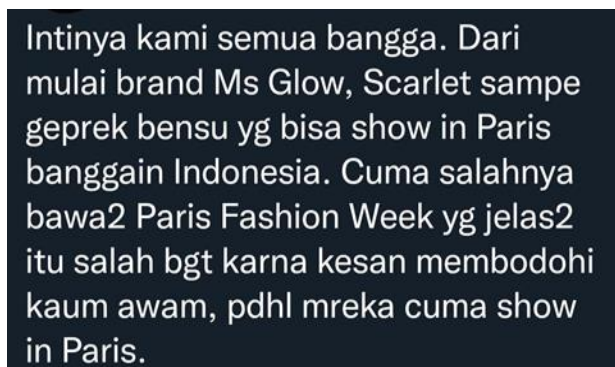 Intinya kami semua bangga. Dari
mulai brand Ms Glow, Scarlet sampe
geprek bensu yg bisa show in Paris
banggain Indonesia. Cuma salahnya
bawa2 Paris Fashion Week yg jelas2
itu salah bgt karna kesan membodohi
kaum awam, pdhl mreka cuma show
in Paris.